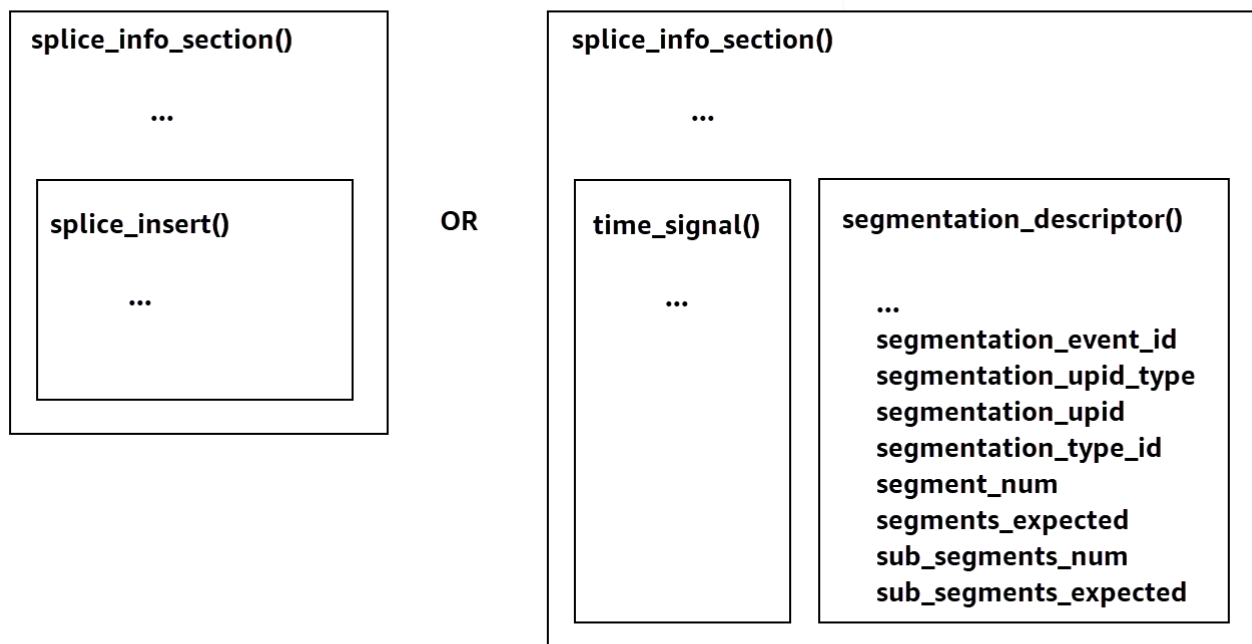 splice_info_section()
...
splice_insert()
...
OR
splice_info_section()
...
time_signal()
...
segmentation_descriptor()
...
segmentation_event_id
segmentation_upid_type
segmentation_upid
segmentation_type_id
segment_num
segments_expected
sub_segments_num
sub_segments_expected